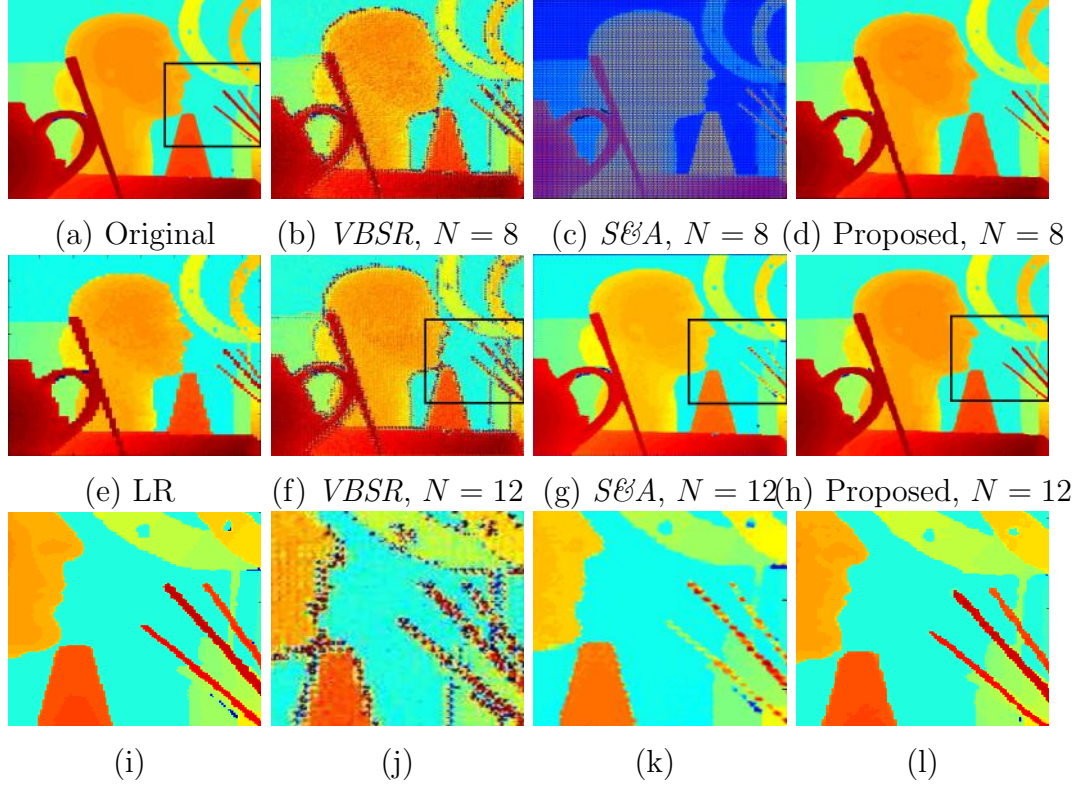 (a) Original (b) VBSR, N = 8 (c) S&A, N = 8 (d) Proposed, N = 8
(e) LR (f) VBSR, N = 12 (g) S&A, N = 12 (h) Proposed, N = 12
(i) (j) (k) (l)